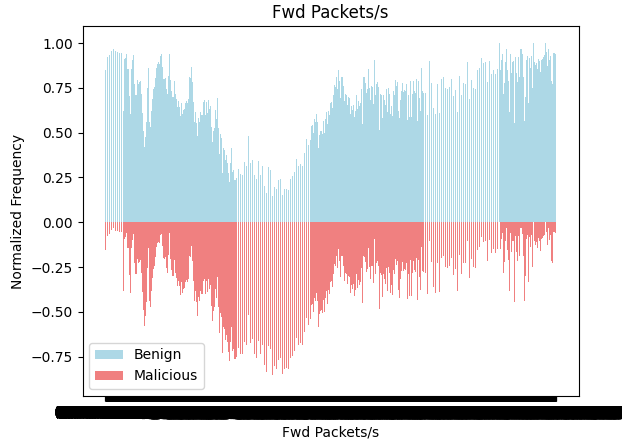 Fwd Packets/s
Normalized Frequency
1.00
0.75
0.50
0.25
0.00
−0.25
−0.50
−0.75
Benign
Malicious
Fwd Packets/s